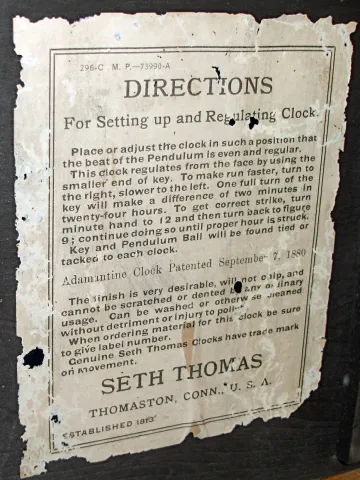 296-C M. P.—73990-A
DIRECTIONS
For Setting up and Regulating Clock.
Place or adjust the clock in such a position that
the beat of the Pendulum is even and regular.
This clock regulates from the face by using the
smaller end of key. To make run faster, turn to
the right, slower to the left. One full turn of the
key will make a difference of two minutes in
twenty-four hours. To get correct strike, turn
minute hand to 12 and then turn back to figure
9; continue doing so until proper hour is struck.
Key and Pendulum Ball will be found tied or
tacked to each clock.
Adamantine Clock Patented September 7, 1880
The finish is very desirable, will not chip, and
cannot be scratched or dented by any ordinary
usage. Can be washed or otherwise cleaned
without detriment or injury to
When ordering material for this clock be sure
to give label number.
Genuine Seth Thomas Clocks have trade mark
on movement.
SETH THOMAS
THOMASTON, CONN., U. S. A.
ESTABLISHED 1813